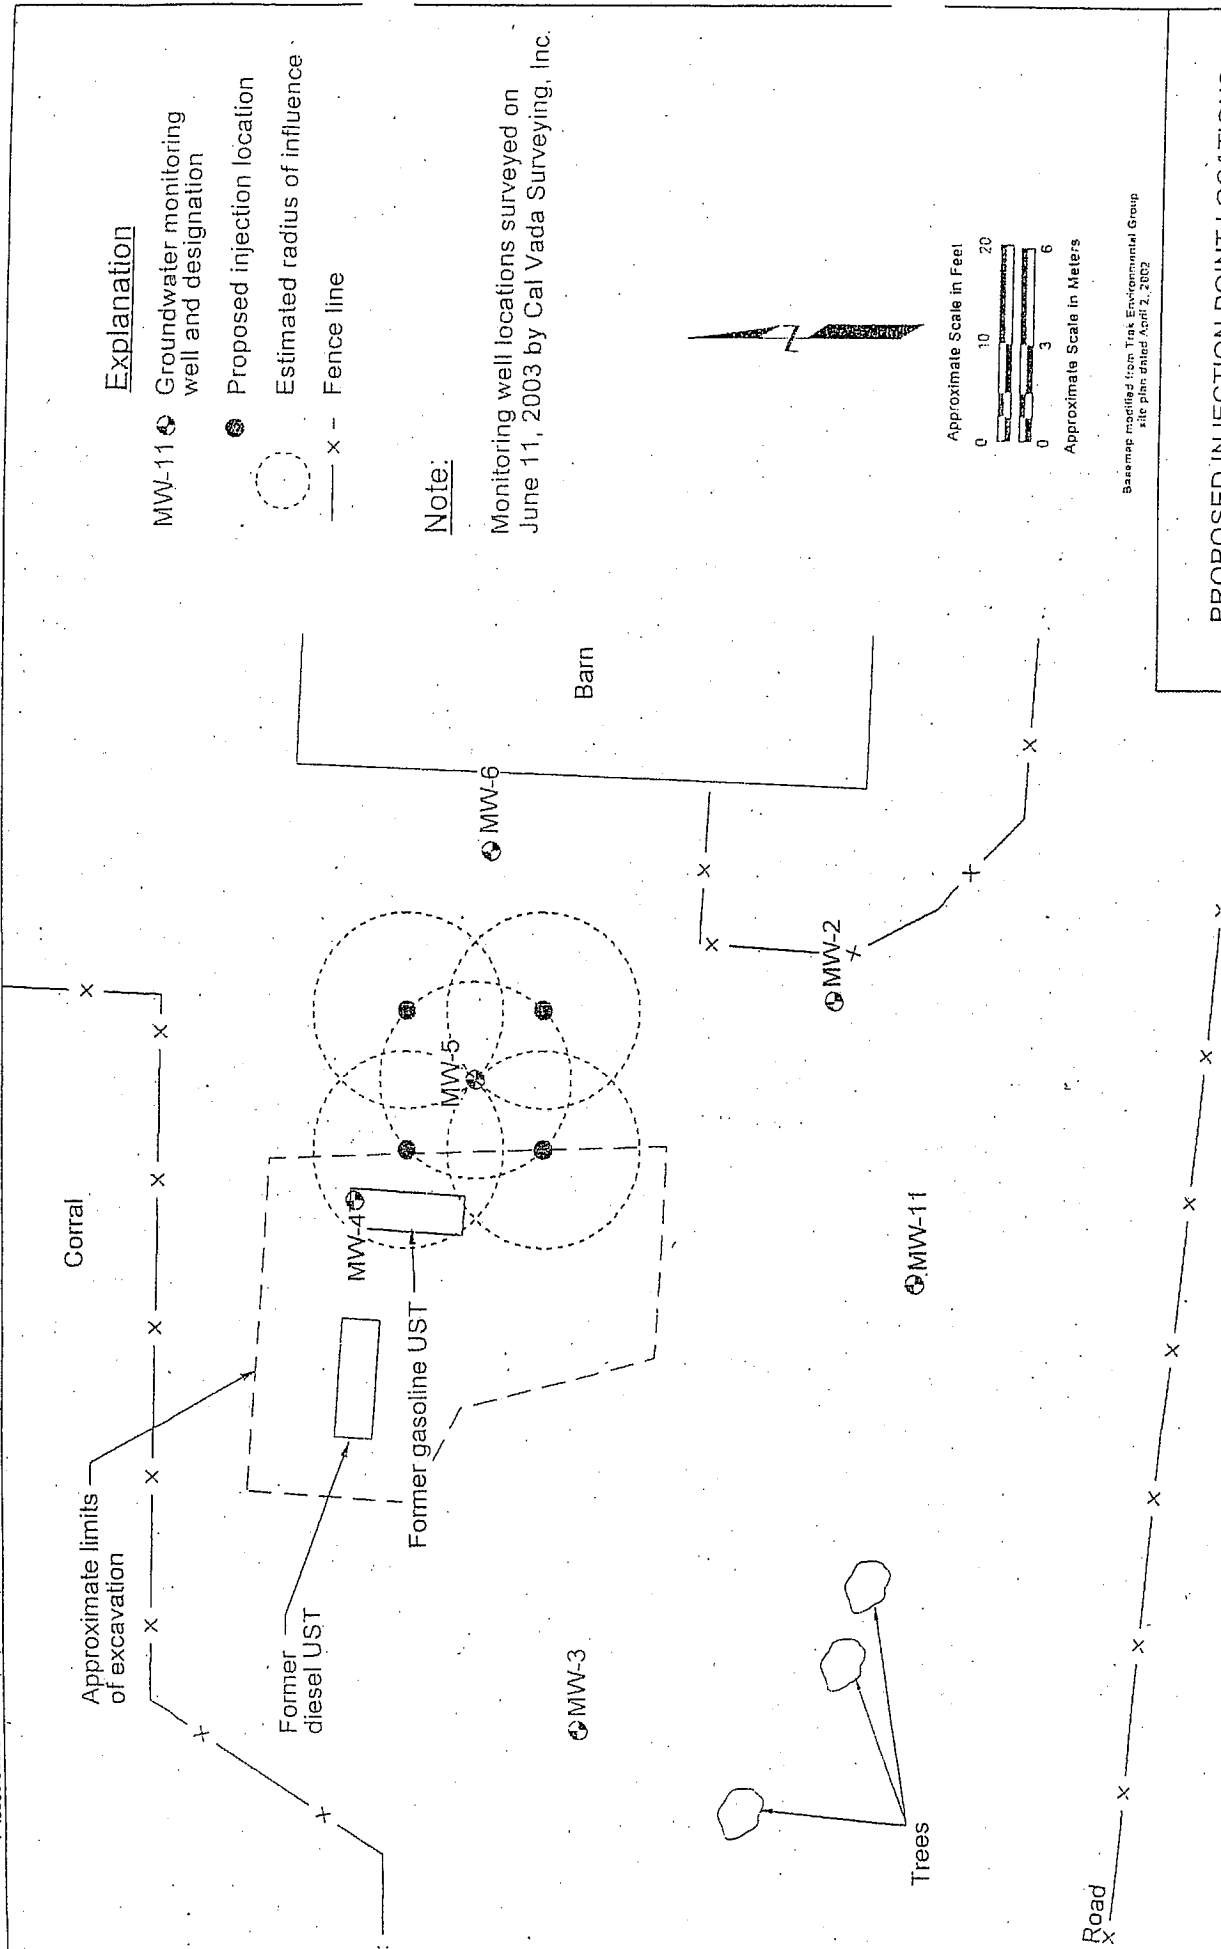 Explanation
MW-11 Groundwater monitoring
well and designation
Proposed injection location
Estimated radius of influence
x Fence line
Note:
Monitoring well locations surveyed on
June 11, 2003 by Cal Vada Surveying, Inc.
Approximate Scale in Feet
0 10 20
0 3 6
Approximate Scale in Meters
Basemap modified from Trak Environmental Group
site plan dated April 2, 2002
PROPOSED INJECTION POINT LOCATIONS
Corral
Approximate limits
of excavation
Former
diesel UST
Former gasoline UST
MW-4
MW-5
MW-6
Barn
MW-2
MW-11
MW-3
Trees
Road